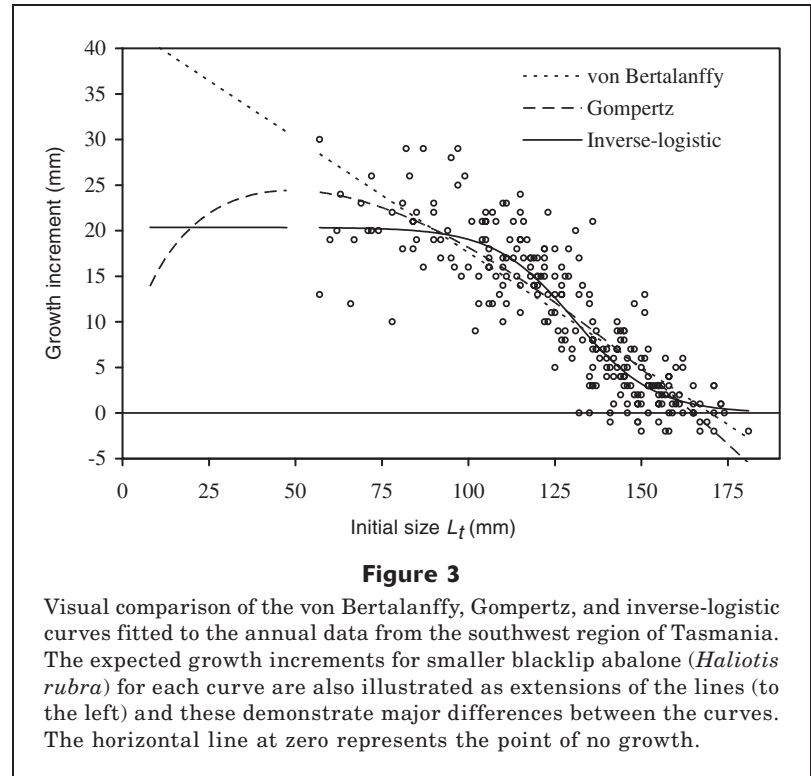 40
35
30
25
20
15
10
5
0
-5
Growth increment (mm)
von Bertalanffy
Gompertz
Inverse-logistic
0 25 50 75 100 125 150 175
Initial size Lt (mm)
Figure 3
Visual comparison of the von Bertalanffy, Gompertz, and inverse-logistic
curves fitted to the annual data from the southwest region of Tasmania.
The expected growth increments for smaller blacklip abalone (Haliotis
rubra) for each curve are also illustrated as extensions of the lines (to
the left) and these demonstrate major differences between the curves.
The horizontal line at zero represents the point of no growth.